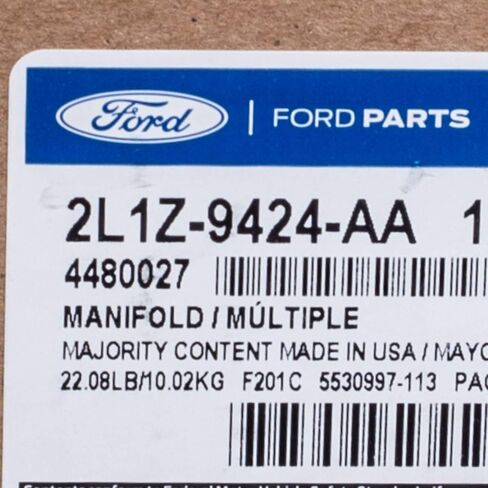 Ford | FORD PARTS
2L1Z-9424-AA 1
4480027
MANIFOLD / MÚLTIPLE
MAJORITY CONTENT MADE IN USA / MAYO
22.08LB/10.02KG F201C 5530997-113 PAC